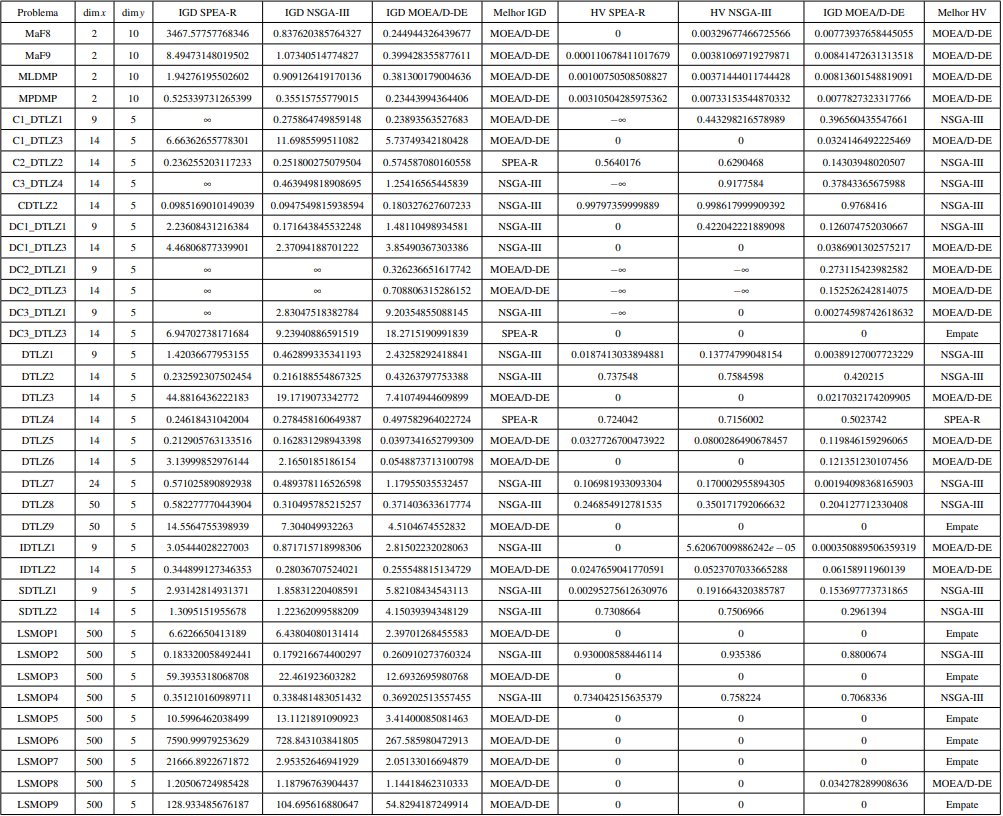 Problema dim x dim y IGD SPEA-R IGD NSGA-III IGD MOEA/D-DE Melhor IGD HV SPEA-R HV NSGA-III IGD MOEA/D-DE Melhor HV
MaF8 2 10 3467.57757768346 0.837620385764327 0.244944326439677 MOEA/D-DE 0 0.00329677466725566 0.00773937658445055 MOEA/D-DE
MaF9 2 10 8.49473148019502 1.07340514774827 0.399428355877611 MOEA/D-DE 0.000110678411017679 0.00381069719279871 0.00841472631313518 MOEA/D-DE
MLDMP 2 10 1.94276195502602 0.909126419170136 0.381300179004636 MOEA/D-DE 0.00100750508508827 0.00371444011744428 0.00813601548819091 MOEA/D-DE
MPDMP 2 10 0.525339731265399 0.35515755779015 0.23443994364406 MOEA/D-DE 0.00310504285975362 0.00733153544870332 0.0077827323317766 MOEA/D-DE
C1_DTLZ1 9 5 ∞ 0.275864749859148 0.23893563527683 MOEA/D-DE −∞ 0.443298216578989 0.396560435547661 NSGA-III
C1_DTLZ3 14 5 6.66362655778301 11.6985599511082 5.73749342180428 MOEA/D-DE 0 0 0.0324146492225469 MOEA/D-DE
C2_DTLZ2 14 5 0.236255203117233 0.251800275079504 0.574587080160558 SPEA-R 0.5640176 0.6290468 0.14303948020507 NSGA-III
C3_DTLZ4 14 5 ∞ 0.463949818908695 1.25416565445839 NSGA-III −∞ 0.9177584 0.37843365675988 NSGA-III
CDTLZ2 14 5 0.0985169010149039 0.0947549815938594 0.180327627607233 NSGA-III 0.99797359999889 0.998617999909392 0.9768416 NSGA-III
DC1_DTLZ1 9 5 2.23608431216384 0.171643845532248 1.48110498934581 NSGA-III 0 0.422042221889098 0.126074752030667 NSGA-III
DC1_DTLZ3 14 5 4.46806877339901 2.37094188701222 3.85490367303386 NSGA-III 0 0 0.0386901302575217 MOEA/D-DE
DC2_DTLZ1 9 5 ∞ ∞ 0.326236651617742 MOEA/D-DE −∞ −∞ 0.273115423982582 MOEA/D-DE
DC2_DTLZ3 14 5 ∞ ∞ 0.708806315286152 MOEA/D-DE −∞ −∞ 0.152526242814075 MOEA/D-DE
DC3_DTLZ1 9 5 ∞ 2.83047518382784 9.20354855088145 NSGA-III −∞ 0 0.00274598742618632 MOEA/D-DE
DC3_DTLZ3 14 5 6.94702738171684 9.23940886591519 18.2715190991839 SPEA-R 0 0 0 Empate
DTLZ1 9 5 1.42036677953155 0.462899335341193 2.43258292418841 NSGA-III 0.0187413033894881 0.13774799048154 0.00389127007723229 NSGA-III
DTLZ2 14 5 0.232592307502454 0.216188554867325 0.43263797753388 NSGA-III 0.737548 0.7584598 0.420215 NSGA-III
DTLZ3 14 5 44.8816436222183 19.1719073342772 7.41074944609899 MOEA/D-DE 0 0 0.0217032174209905 MOEA/D-DE
DTLZ4 14 5 0.24618431042004 0.278458160649387 0.497582964022724 SPEA-R 0.724042 0.7156002 0.5023742 SPEA-R
DTLZ5 14 5 0.212905763133516 0.162831298943398 0.0397341652799309 MOEA/D-DE 0.0327726700473922 0.0800286490678457 0.119846159296065 MOEA/D-DE
DTLZ6 14 5 3.13999852976144 2.1650185186154 0.0548873713100798 MOEA/D-DE 0 0 0.121351230107456 MOEA/D-DE
DTLZ7 24 5 0.571025890892938 0.489378116526598 1.17955035532457 NSGA-III 0.106981933093304 0.170002955894305 0.00194098368165903 NSGA-III
DTLZ8 50 5 0.582277770443904 0.310495785215257 0.371403633617774 NSGA-III 0.246854912781535 0.350171792066632 0.204127712330408 NSGA-III
DTLZ9 50 5 14.5564755398939 7.304049932263 4.5104674552832 MOEA/D-DE 0 0 0 Empate
IDTLZ1 9 5 3.05444028227003 0.871715718998306 2.81502232028063 NSGA-III 0 5.62067009886242e−05 0.000350889506359319 MOEA/D-DE
IDTLZ2 14 5 0.344899127346353 0.28036707524021 0.255548815134729 MOEA/D-DE 0.0247659041770591 0.0523707033665288 0.06158911960139 MOEA/D-DE
SDTLZ1 9 5 2.93142814931371 1.85831220408591 5.82108434543113 NSGA-III 0.00295275612630976 0.191664320385787 0.153697773731865 NSGA-III
SDTLZ2 14 5 1.3095151955678 1.22362099588209 4.15039394348129 NSGA-III 0.7308664 0.7506966 0.2961394 NSGA-III
LSMOP1 500 5 6.6226650413189 6.43804080131414 2.39701268455583 MOEA/D-DE 0 0 0 Empate
LSMOP2 500 5 0.183320058492441 0.179216674400297 0.260910273760324 NSGA-III 0.930008588446114 0.935386 0.8800674 NSGA-III
LSMOP3 500 5 59.3935318068708 22.461923603282 12.6932695980768 MOEA/D-DE 0 0 0 Empate
LSMOP4 500 5 0.351210160989711 0.338481483051432 0.369202513557455 NSGA-III 0.734042515635379 0.758224 0.7068336 NSGA-III
LSMOP5 500 5 10.5996462038499 13.1121891090923 3.41400085081463 MOEA/D-DE 0 0 0 Empate
LSMOP6 500 5 7590.99979253629 728.843103841805 267.585980472913 MOEA/D-DE 0 0 0 Empate
LSMOP7 500 5 21666.8922671872 2.95352646941929 2.05133016694879 MOEA/D-DE 0 0 0 Empate
LSMOP8 500 5 1.20506724985428 1.18796763904437 1.14418462310333 MOEA/D-DE 0 0 0.034278289908636 MOEA/D-DE
LSMOP9 500 5 128.933485676187 104.695616880647 54.8294187249914 MOEA/D-DE 0 0 0 Empate